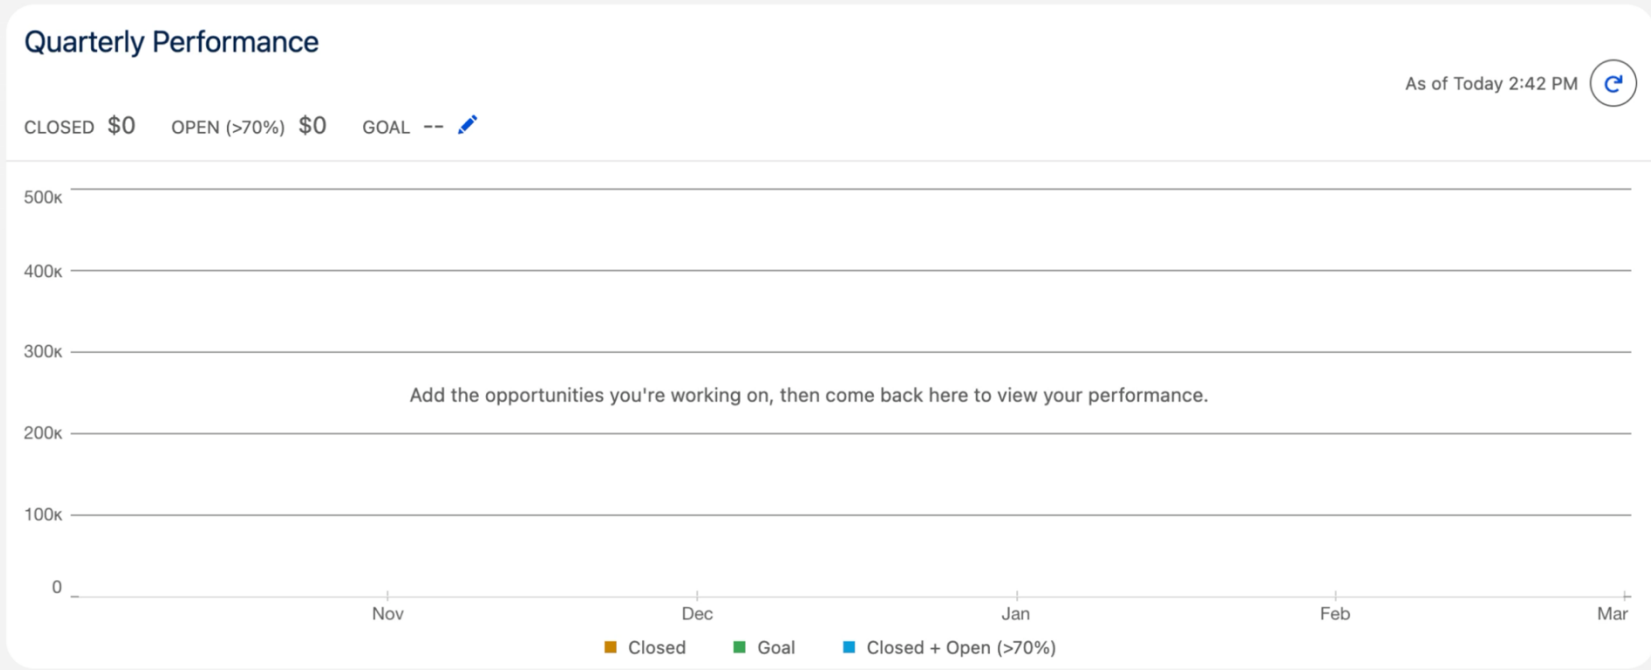 Quarterly Performance
As of Today 2:42 PM
CLOSED $0 OPEN (>70%) $0 GOAL --
500K
400K
300K
Add the opportunities you're working on, then come back here to view your performance.
200K
100K
0
Nov Dec Jan Feb Mar
Closed Goal Closed + Open (>70%)